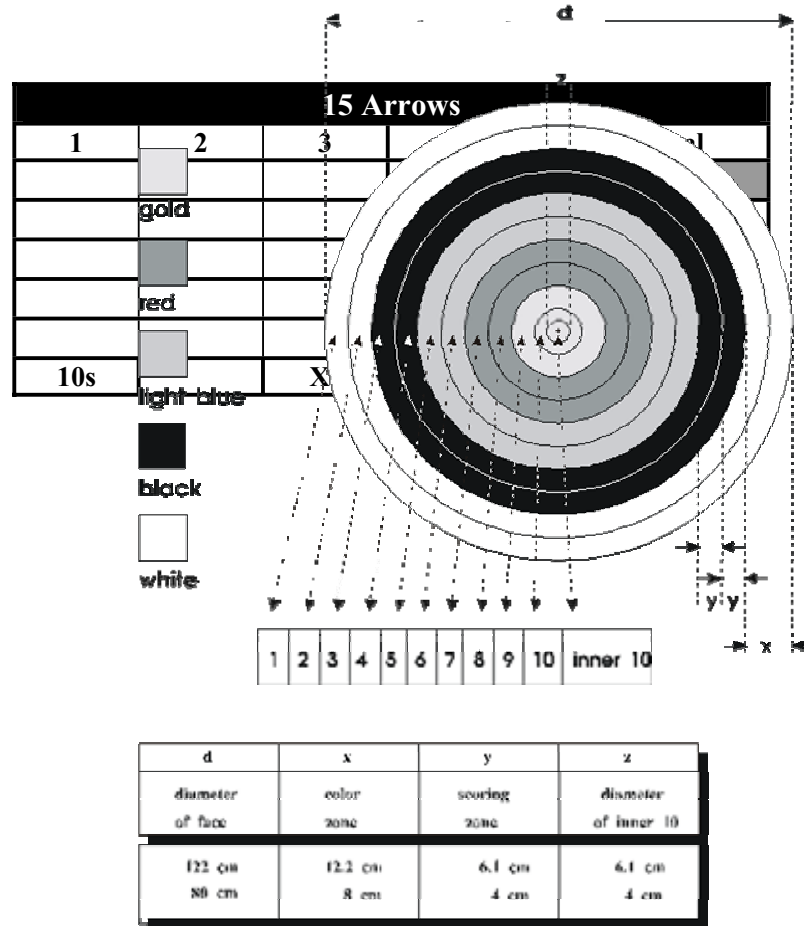 d
z
15 Arrows
1 2 3
gold
red
10s X
light blue
black
white
y y
x
1 2 3 4 5 6 7 8 9 10 inner 10
d x y z
diameter color scoring diameter
of face zone zone of inner 10
122 cm 12.2 cm 6.1 cm 6.1 cm
80 cm 8 cm 4 cm 4 cm